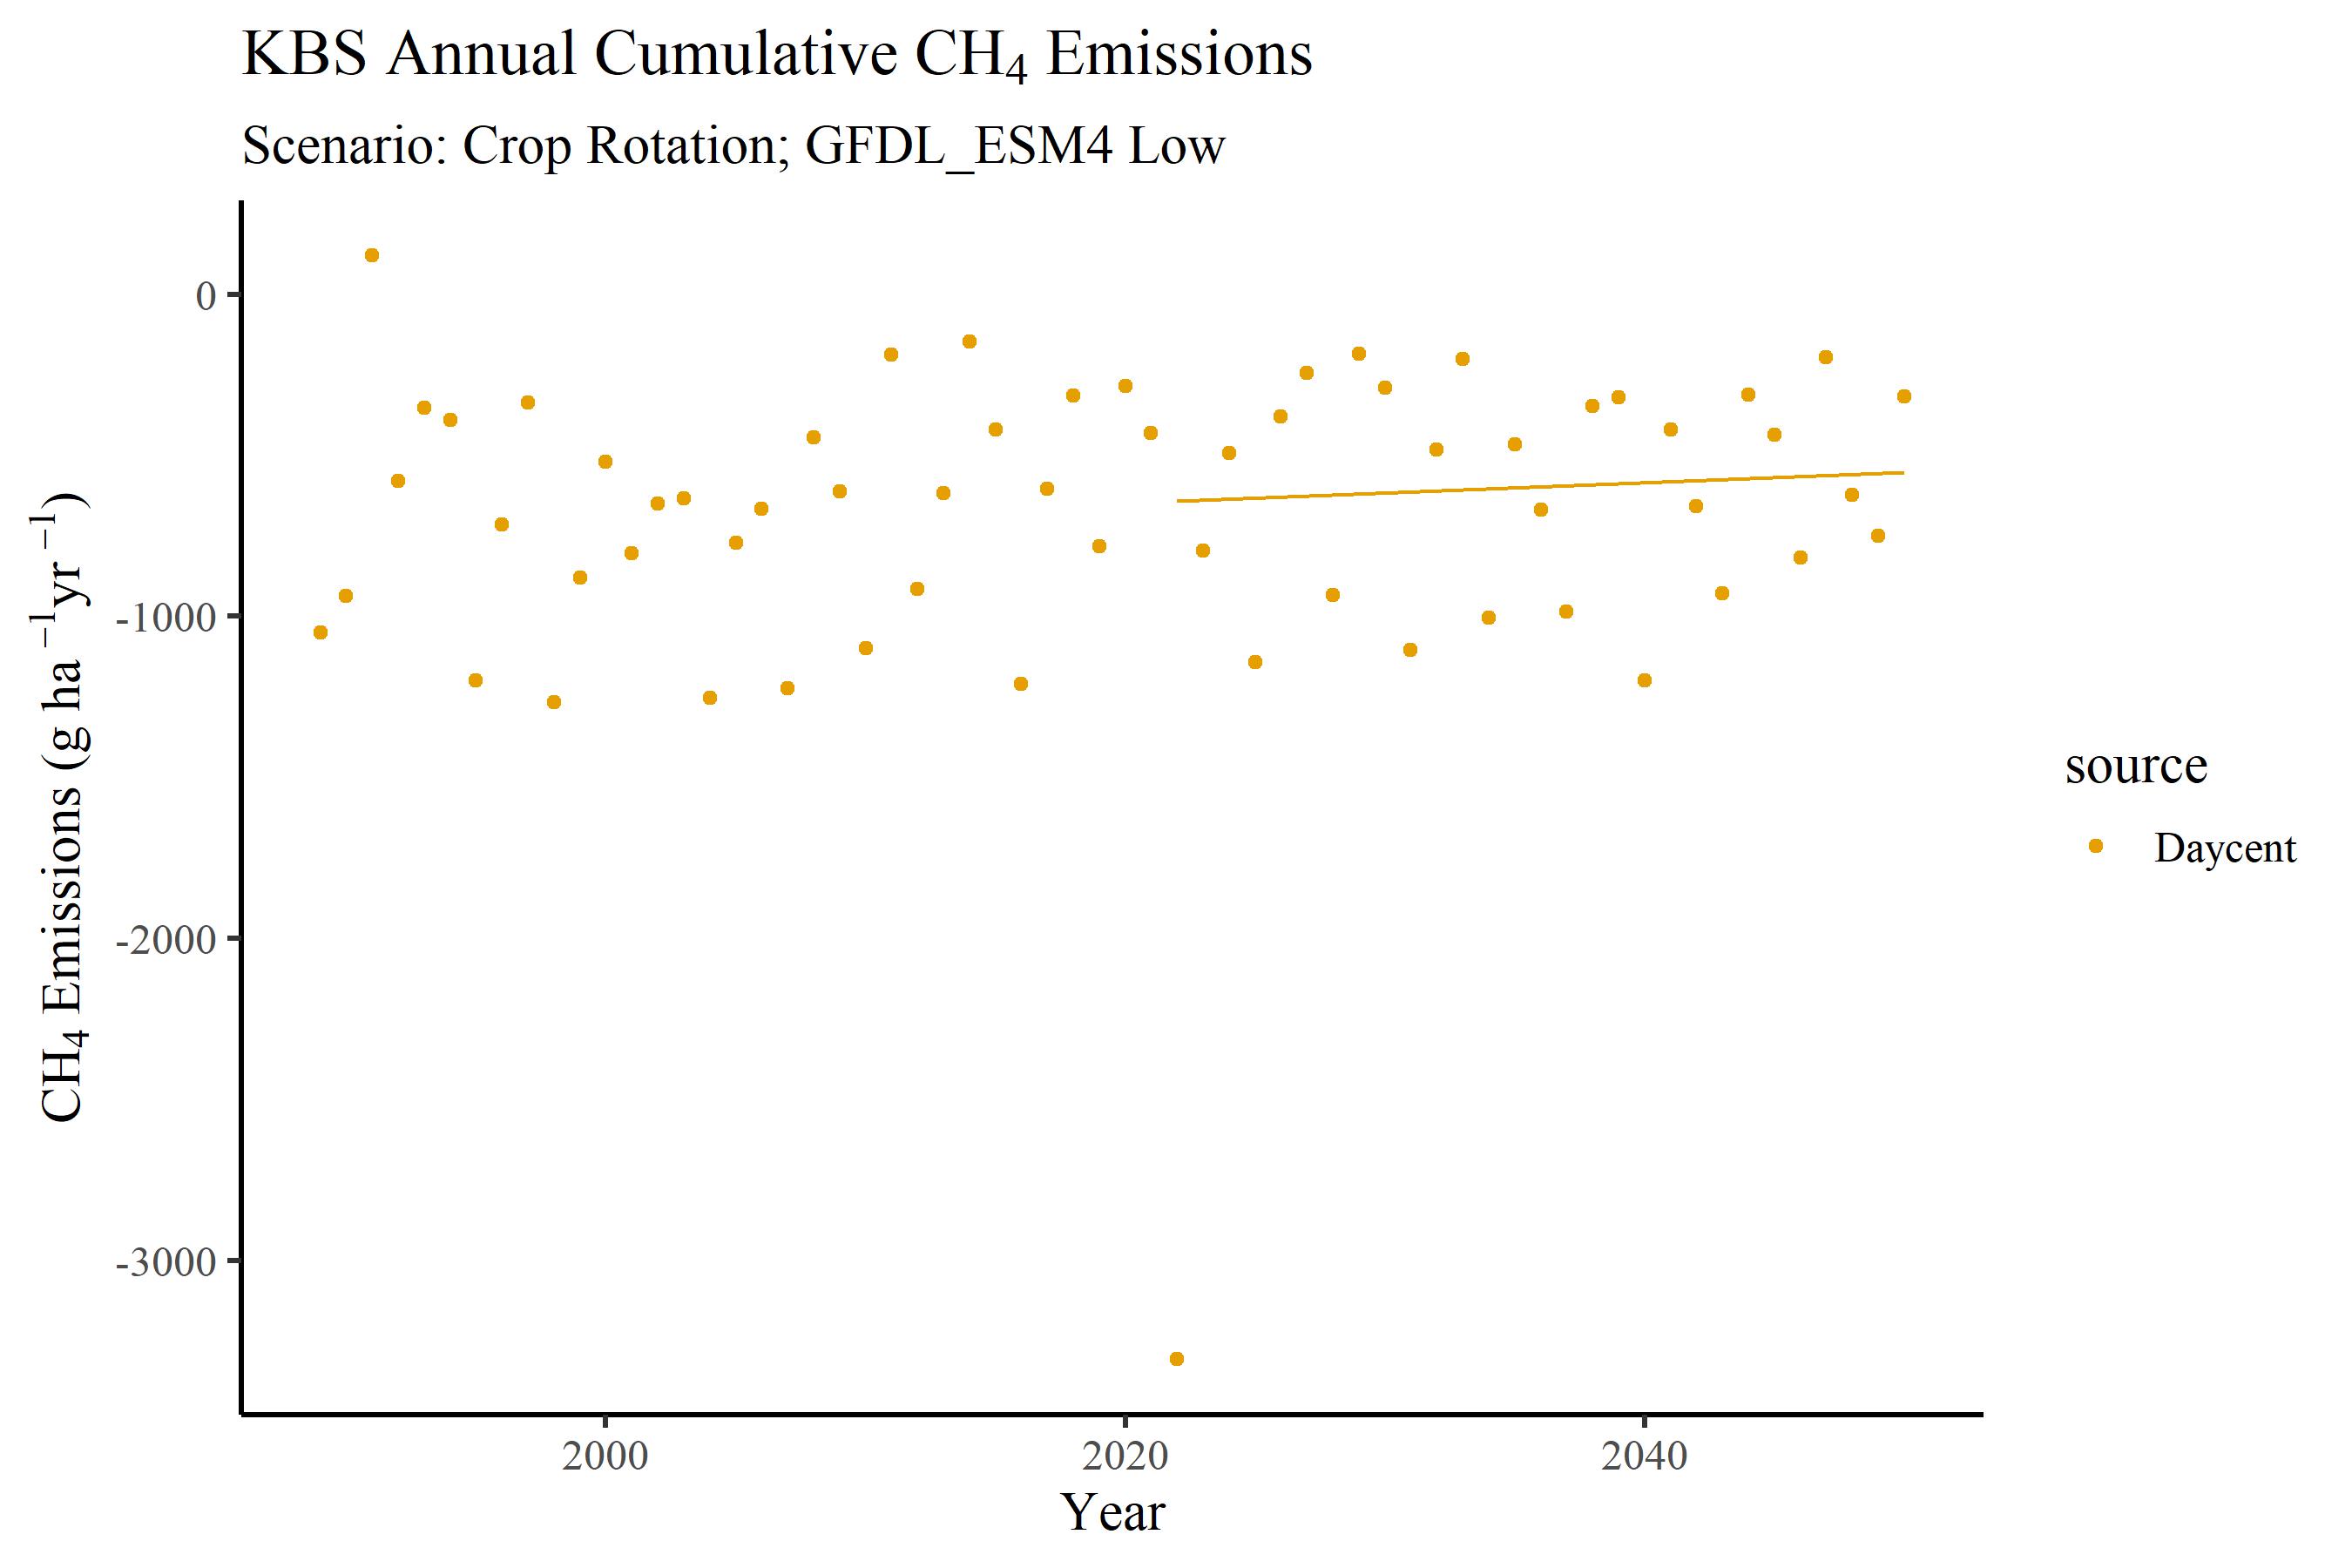 KBS Annual Cumulative CH₄ Emissions
Scenario: Crop Rotation; GFDL_ESM4 Low
CH₄ Emissions (g ha ⁻¹yr ⁻¹)
0
-1000
-2000
-3000
2000 2020 2040
Year
source
Daycent